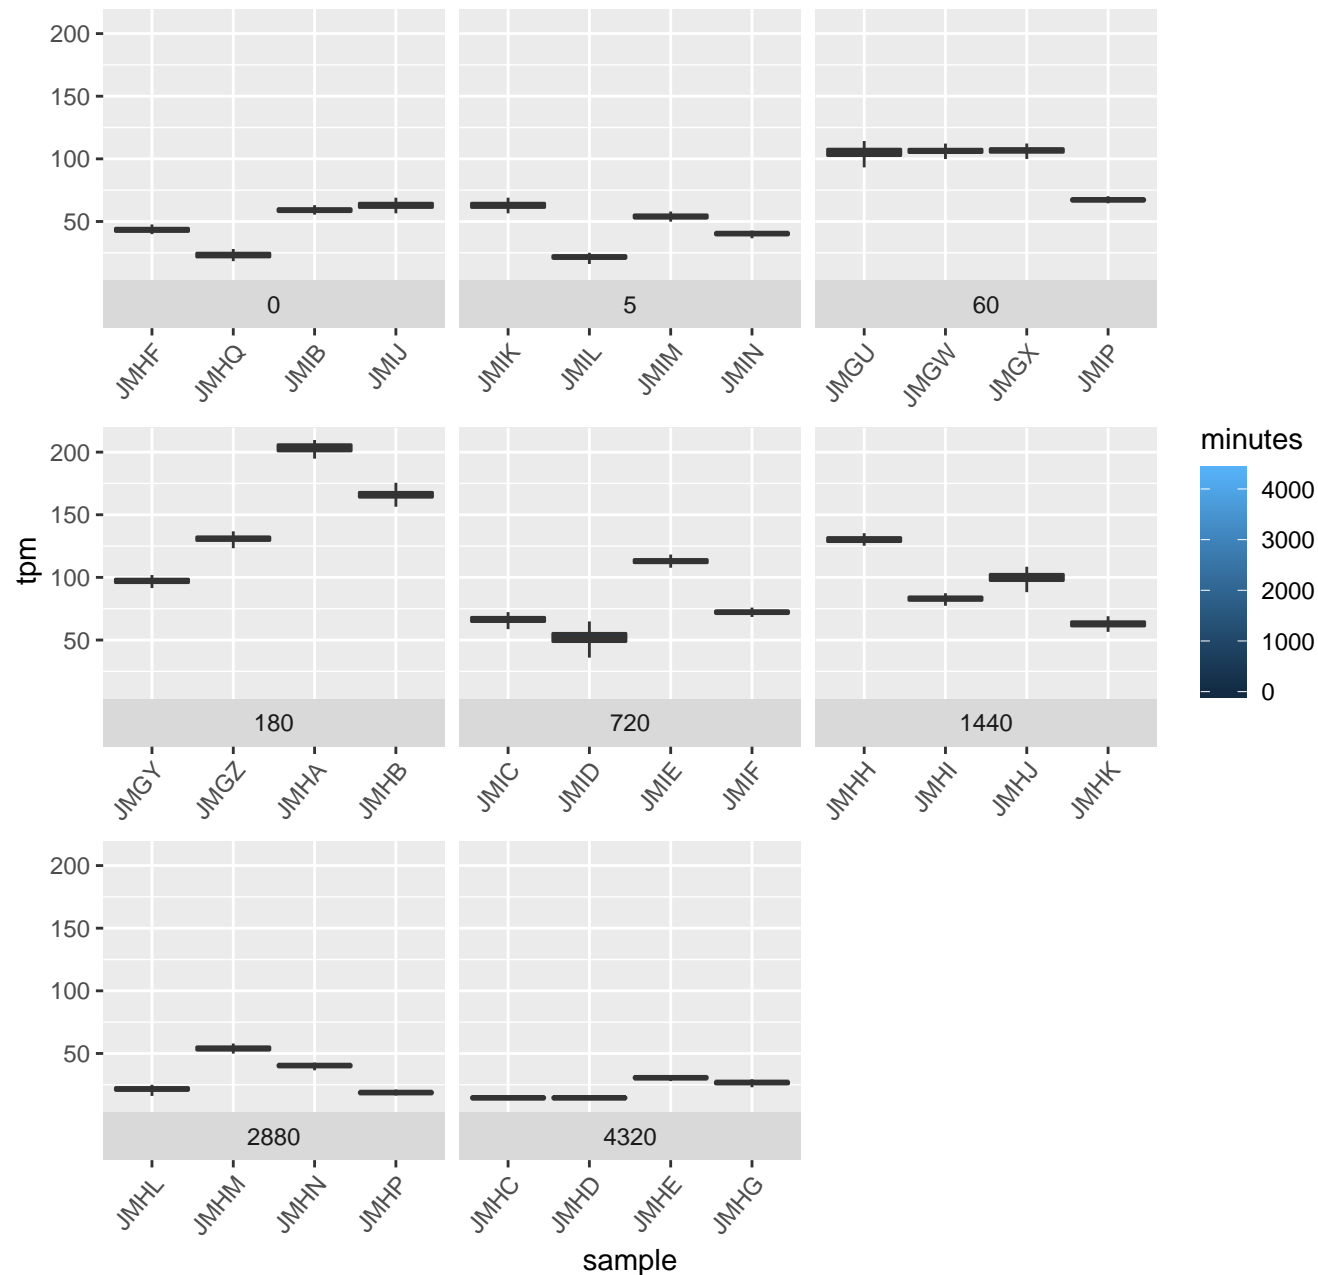 200
150
100
50
0
5
60
JMHF
JMHQ
JMIB
JMIJ
JMIK
JMIL
JMIM
JMIN
JMGU
JMGW
JMGX
JMIP
200
150
100
50
180
720
1440
JMGY
JMGZ
JMHA
JMHB
JMIC
JMID
JMIE
JMIF
JMHH
JMHI
JMHJ
JMHK
200
150
100
50
2880
4320
JMHL
JMHM
JMHN
JMHP
JMHC
JMHD
JMHE
JMHG
tpm
sample
minutes
4000
3000
2000
1000
0